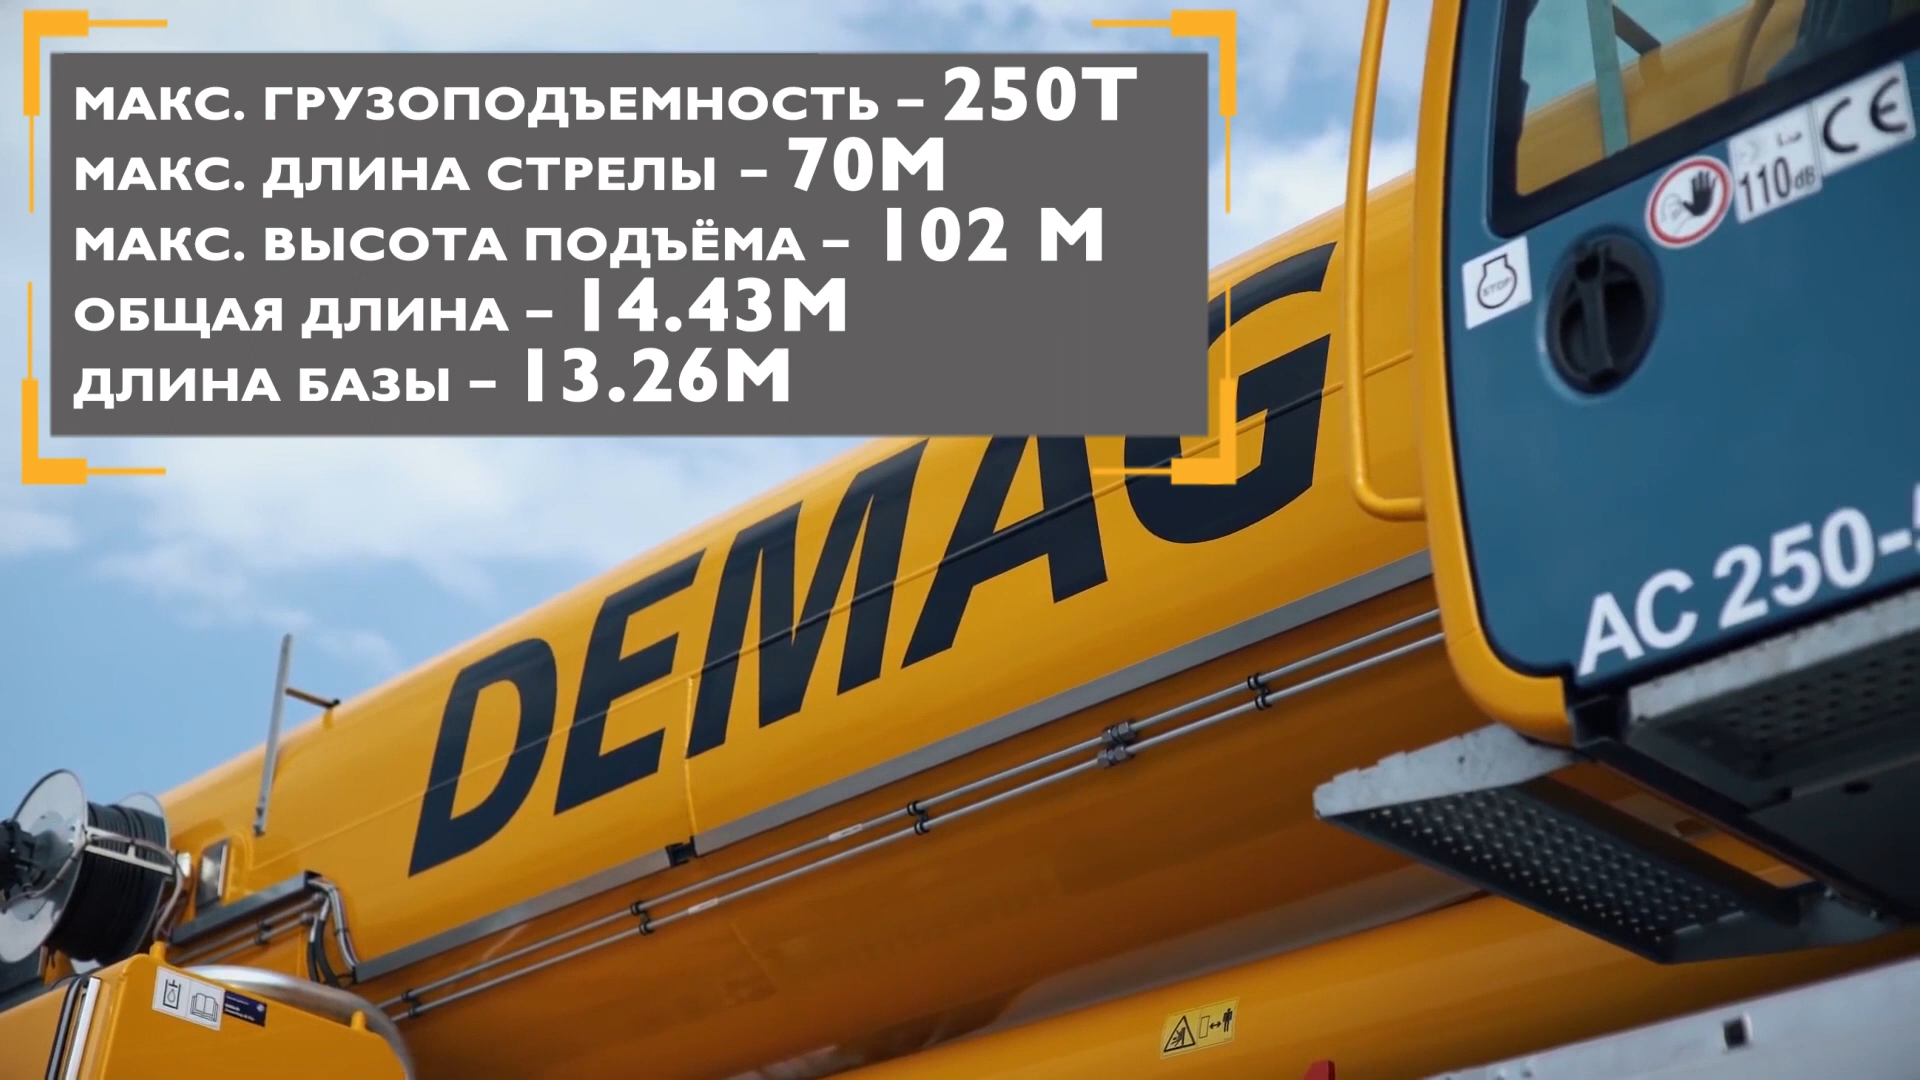 МАКС. ГРУЗОПОДЪЕМНОСТЬ – 250Т
МАКС. ДЛИНА СТРЕЛЫ – 70М
МАКС. ВЫСОТА ПОДЪЁМА – 102 М
ОБЩАЯ ДЛИНА – 14.43М
ДЛИНА БАЗЫ – 13.26М
CE
110dB
STOP
DEMAG
AC 250-